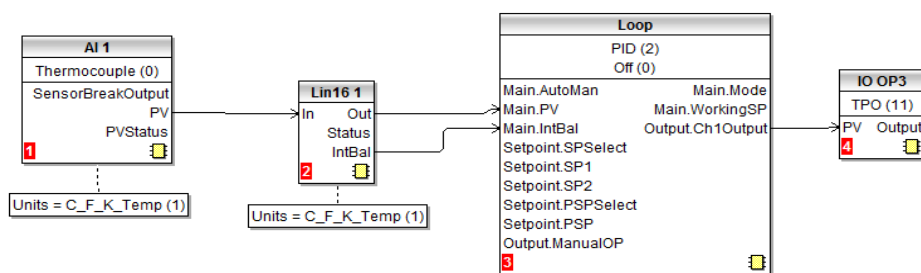 AI 1
Thermocouple (0)
SensorBreakOutput
PV
PVStatus
1
Units = C_F_K_Temp (1)
Lin16 1
In Out
Status
IntBal
2
Units = C_F_K_Temp (1)
Loop
PID (2)
Off (0)
Main.AutoMan Main.Mode
Main.PV Main.WorkingSP
Main.IntBal Output.Ch1Output
Setpoint.SPSelect
Setpoint.SP1
Setpoint.SP2
Setpoint.PSPSelect
Setpoint.PSP
Output.ManualOP
3
IO OP3
TPO (11)
PV Output
4